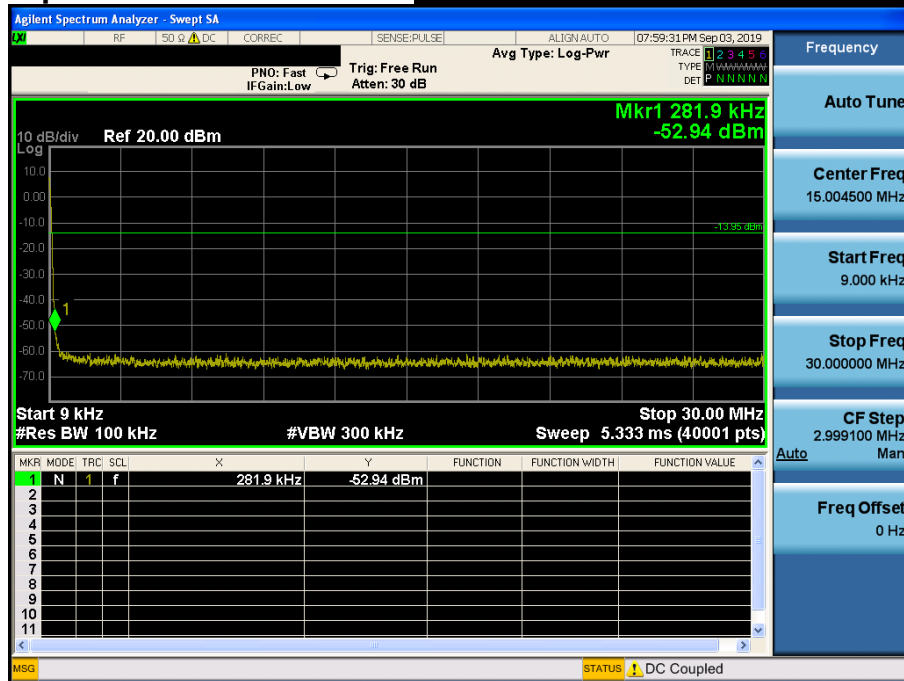 Agilent Spectrum Analyzer - Swept SA
LXI RF 50 Ω DC CORREC SENSE:PULSE ALIGN AUTO 07:59:31 PM Sep 03, 2019
PNO: Fast Trig: Free Run Avg Type: Log-Pwr TRACE 1 2 3 4 5 6
IFGain:Low Atten: 30 dB TYPE M WWWWW
DET P N N N N N
Mkr1 281.9 kHz
-52.94 dBm
10 dB/div Ref 20.00 dBm
Log
10.0
0.00
-10.0
-13.95 dBm
-20.0
-30.0
-40.0
1
-50.0
-60.0
-70.0
Start 9 kHz Stop 30.00 MHz
#Res BW 100 kHz #VBW 300 kHz Sweep 5.333 ms (40001 pts)
MKR MODE TRC SCL X Y FUNCTION FUNCTION WIDTH FUNCTION VALUE
1 N 1 f 281.9 kHz -52.94 dBm
2
3
4
5
6
7
8
9
10
11
MSG STATUS DC Coupled
Frequency
Auto Tune
Center Freq
15.004500 MHz
Start Freq
9.000 kHz
Stop Freq
30.000000 MHz
CF Step
2.999100 MHz
Auto Man
Freq Offset
0 Hz